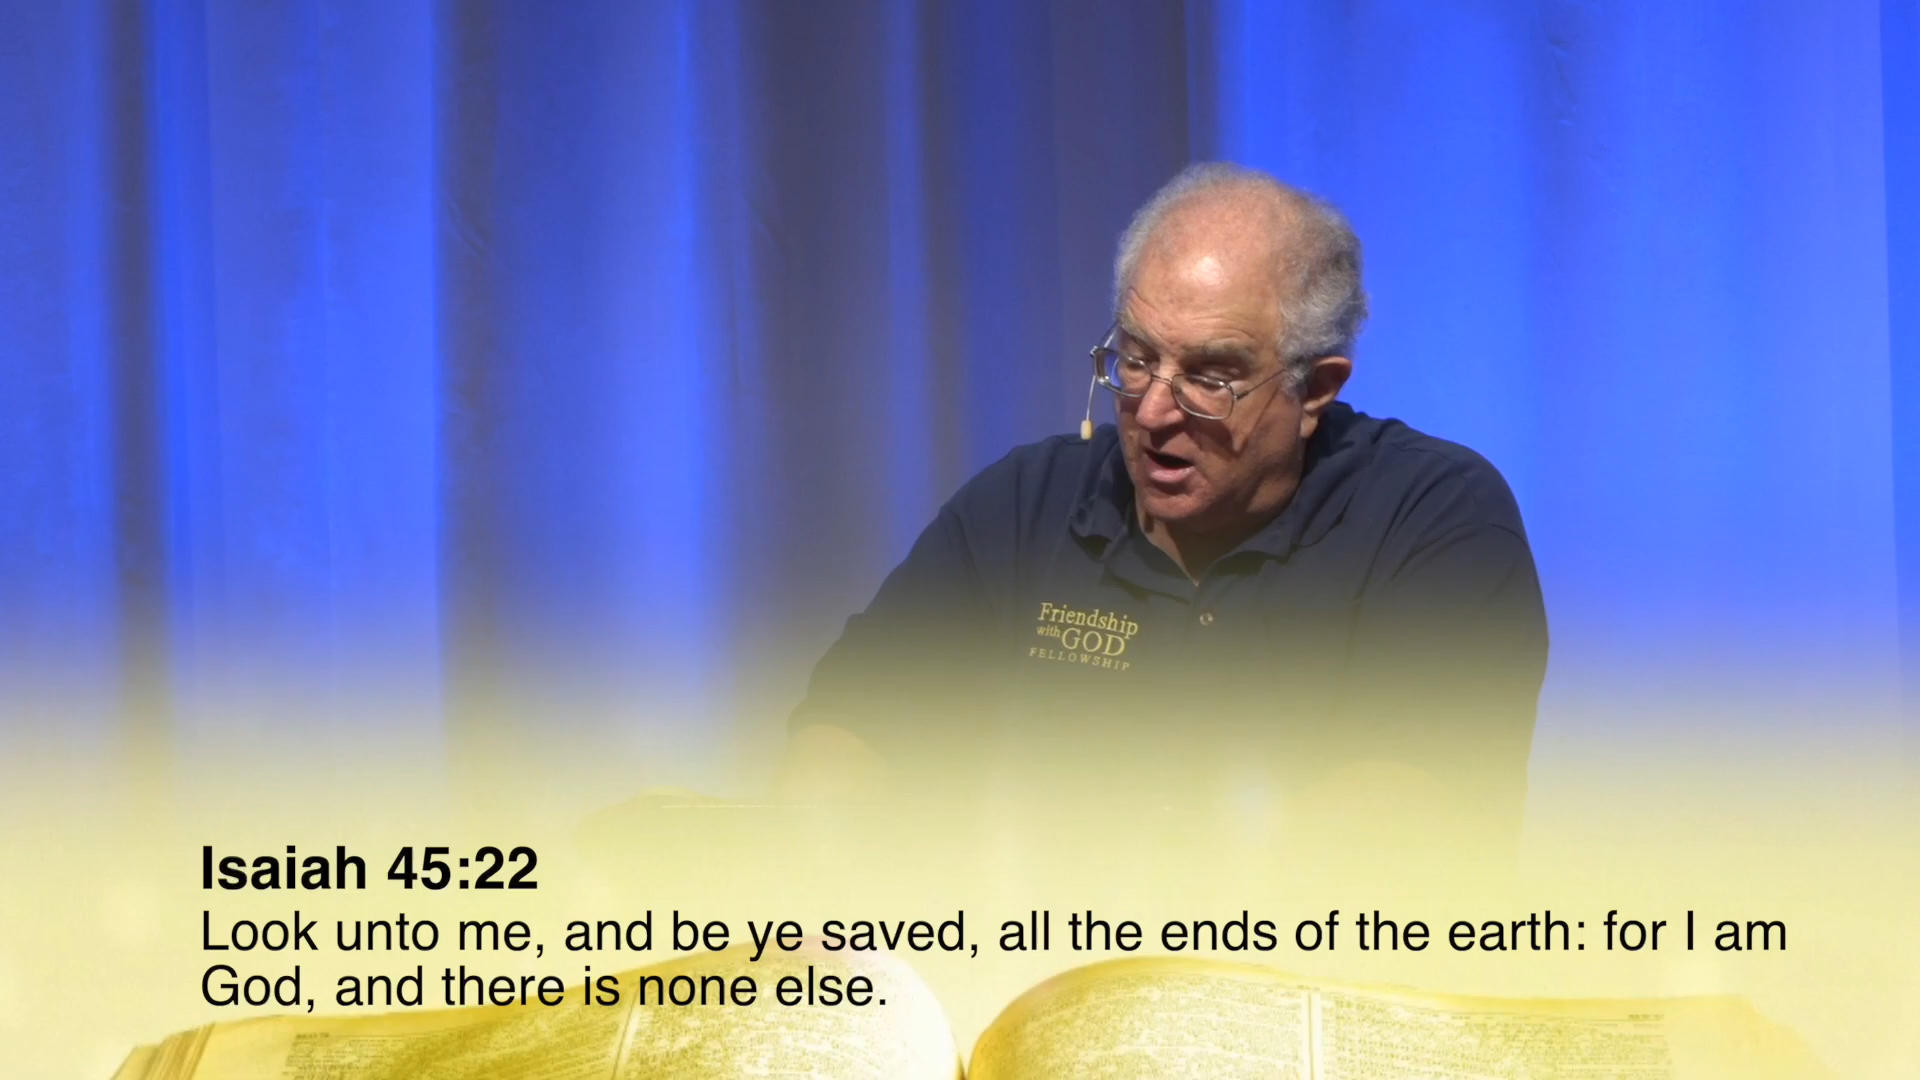 Friendship
with GOD
FELLOWSHIP
Isaiah 45:22
Look unto me, and be ye saved, all the ends of the earth: for I am
God, and there is none else.